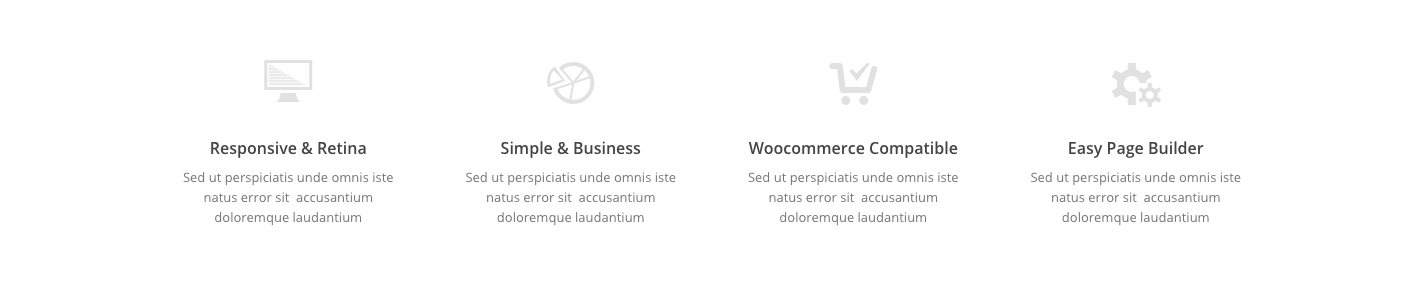 Responsive & Retina
Sed ut perspiciatis unde omnis iste
natus error sit  accusantium
doloremque laudantium
Simple & Business
Sed ut perspiciatis unde omnis iste
natus error sit  accusantium
doloremque laudantium
Woocommerce Compatible
Sed ut perspiciatis unde omnis iste
natus error sit  accusantium
doloremque laudantium
Easy Page Builder
Sed ut perspiciatis unde omnis iste
natus error sit  accusantium
doloremque laudantium